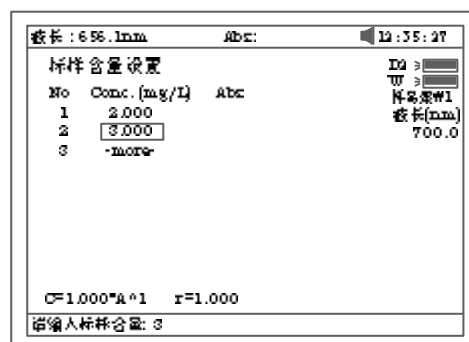 波长:656.1nm Abs: 12:35:27
标样含量设置
No Conc.(mg/L) Abs
1 2.000
2 3.000
3 -more-
D2
W
样品架#1
波长(nm)
700.0
C=1.000*A^1 r=1.000
请输入标样含量: 3